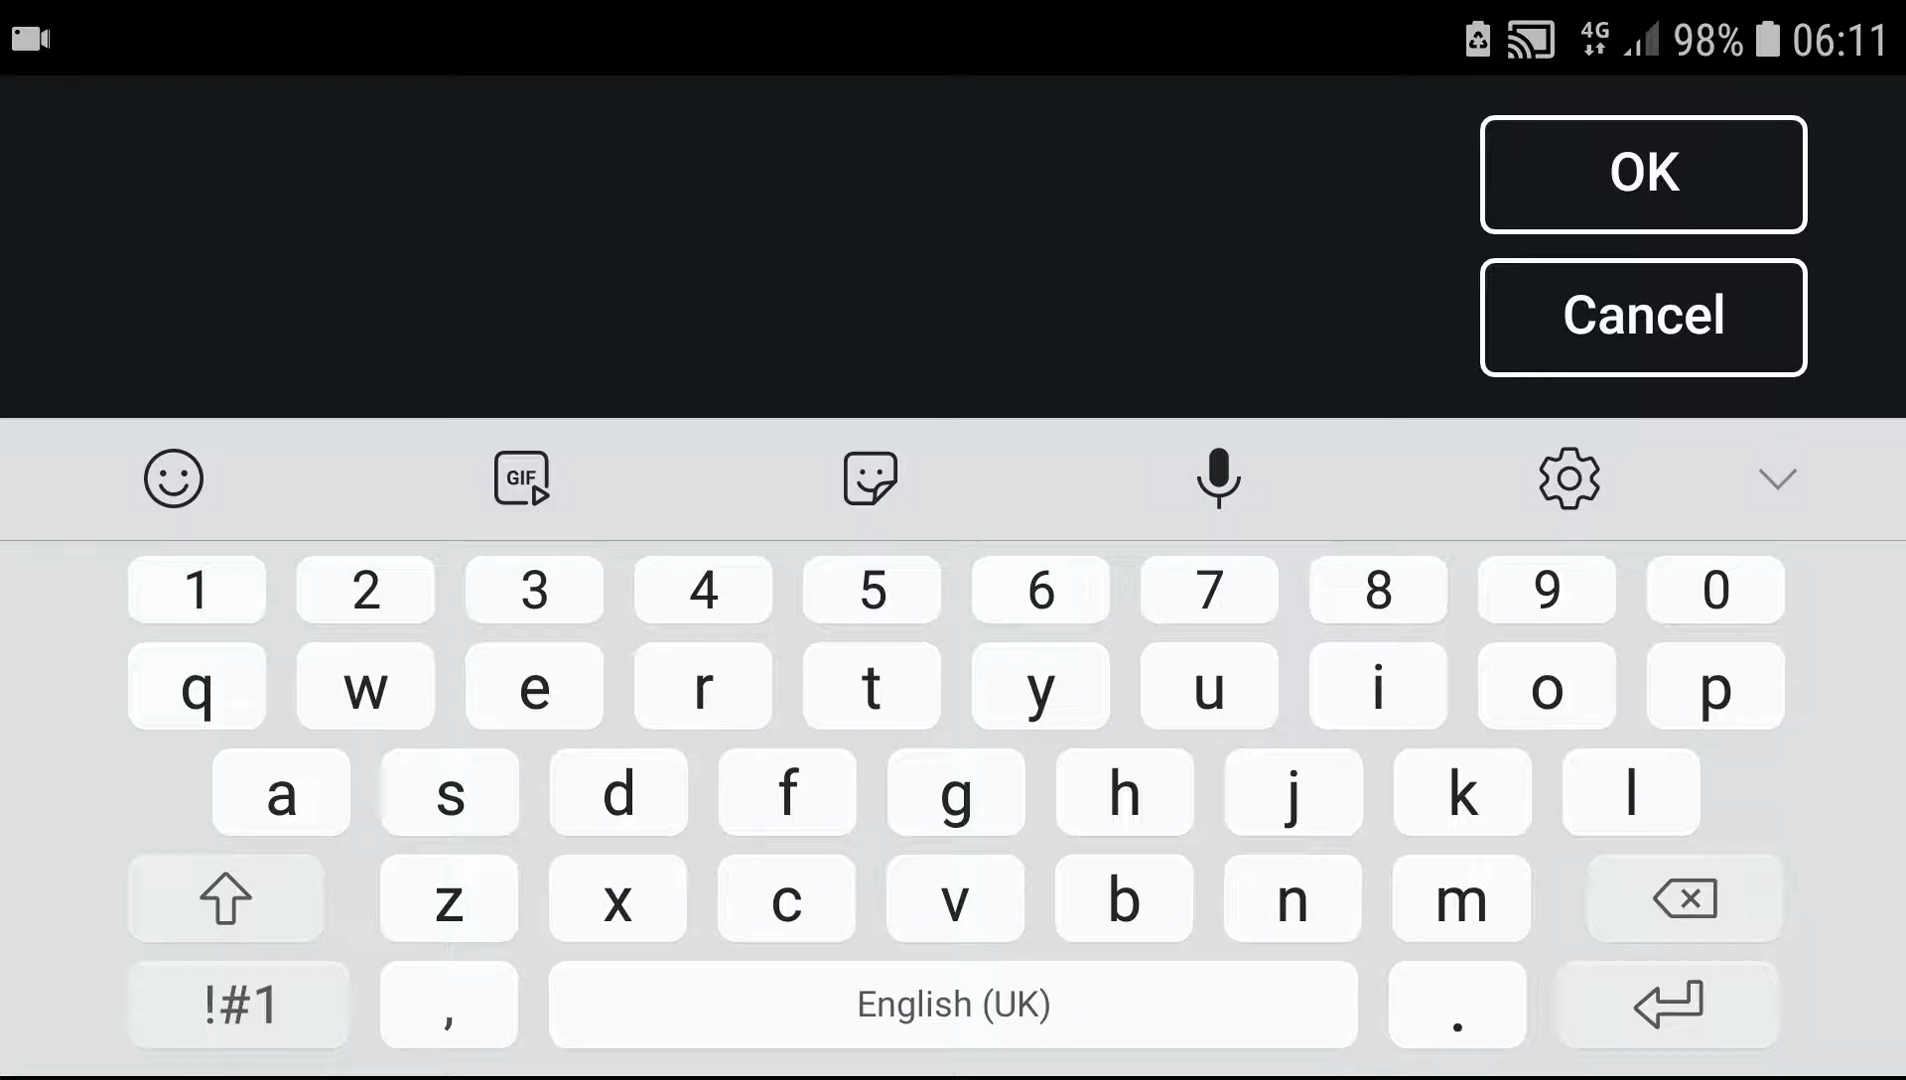 4G 98% 06:11
OK
Cancel
GIF
1 2 3 4 5 6 7 8 9 0
q w e r t y u i o p
a s d f g h j k l
z x c v b n m
!#1 , English (UK) .